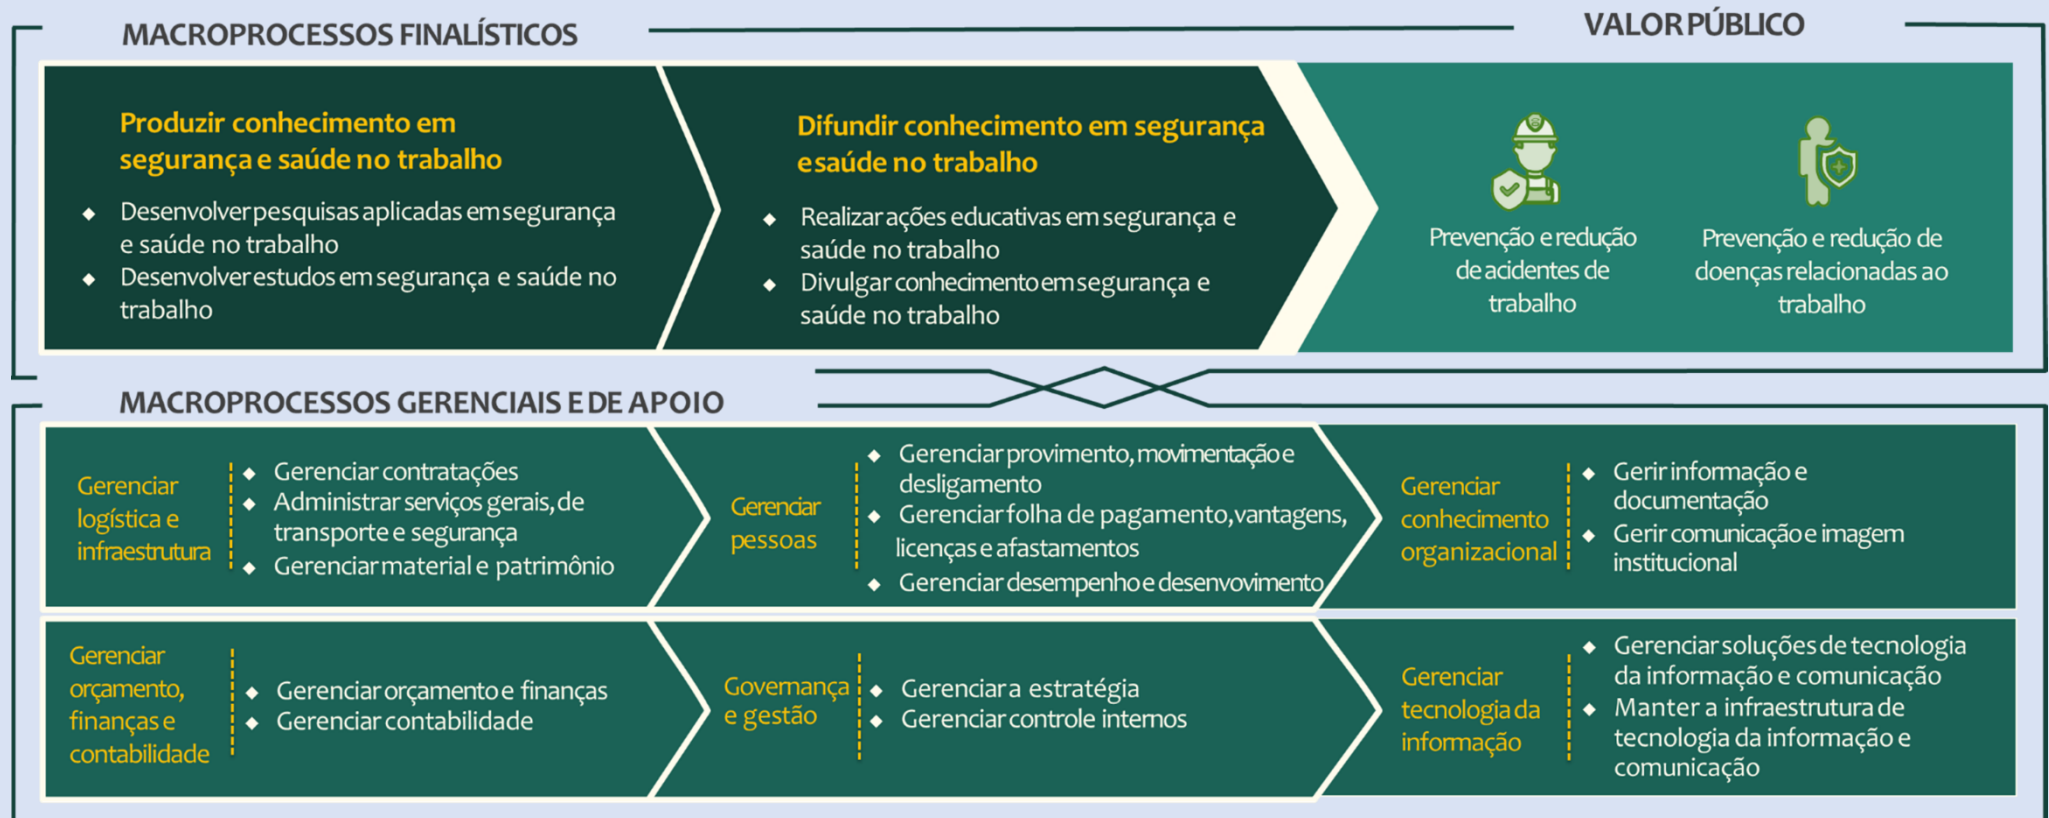 MACROPROCESSOS FINALÍSTICOS
VALOR PÚBLICO
Produzir conhecimento em
segurança e saúde no trabalho
◆ Desenvolver pesquisas aplicadas em segurança
e saúde no trabalho
◆ Desenvolver estudos em segurança e saúde no
trabalho
Difundir conhecimento em segurança
e saúde no trabalho
◆ Realizar ações educativas em segurança e
saúde no trabalho
◆ Divulgar conhecimento em segurança e
saúde no trabalho
Prevenção e redução
de acidentes de
trabalho
Prevenção e redução de
doenças relacionadas ao
trabalho
MACROPROCESSOS GERENCIAIS E DE APOIO
Gerenciar
logística e
infraestrutura
◆ Gerenciar contratações
◆ Administrar serviços gerais, de
transporte e segurança
◆ Gerenciar material e patrimônio
Gerenciar
pessoas
◆ Gerenciar provimento, movimentação e
desligamento
◆ Gerenciar folha de pagamento, vantagens,
licenças e afastamentos
◆ Gerenciar desempenho e desenvovimento
Gerenciar
conhecimento
organizacional
◆ Gerir informação e
documentação
◆ Gerir comunicação e imagem
institucional
Gerenciar
orçamento,
finanças e
contabilidade
◆ Gerenciar orçamento e finanças
◆ Gerenciar contabilidade
Governança
e gestão
◆ Gerenciar a estratégia
◆ Gerenciar controle internos
Gerenciar
tecnologia da
informação
◆ Gerenciar soluções de tecnologia
da informação e comunicação
◆ Manter a infraestrutura de
tecnologia da informação e
comunicação